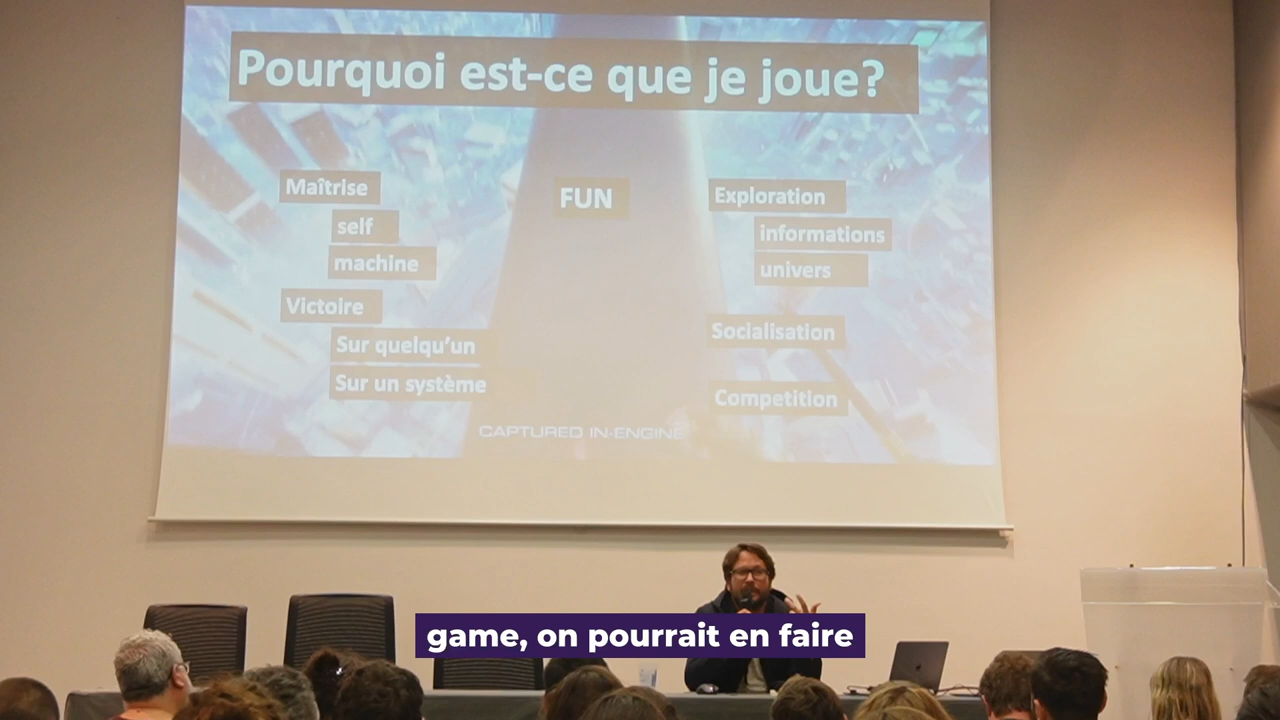 Pourquoi est-ce que je joue?
Maîtrise
self
machine
Victoire
Sur quelqu'un
Sur un système
FUN
Exploration
informations
univers
Socialisation
Competition
CAPTURED IN-ENGINE
game, on pourrait en faire